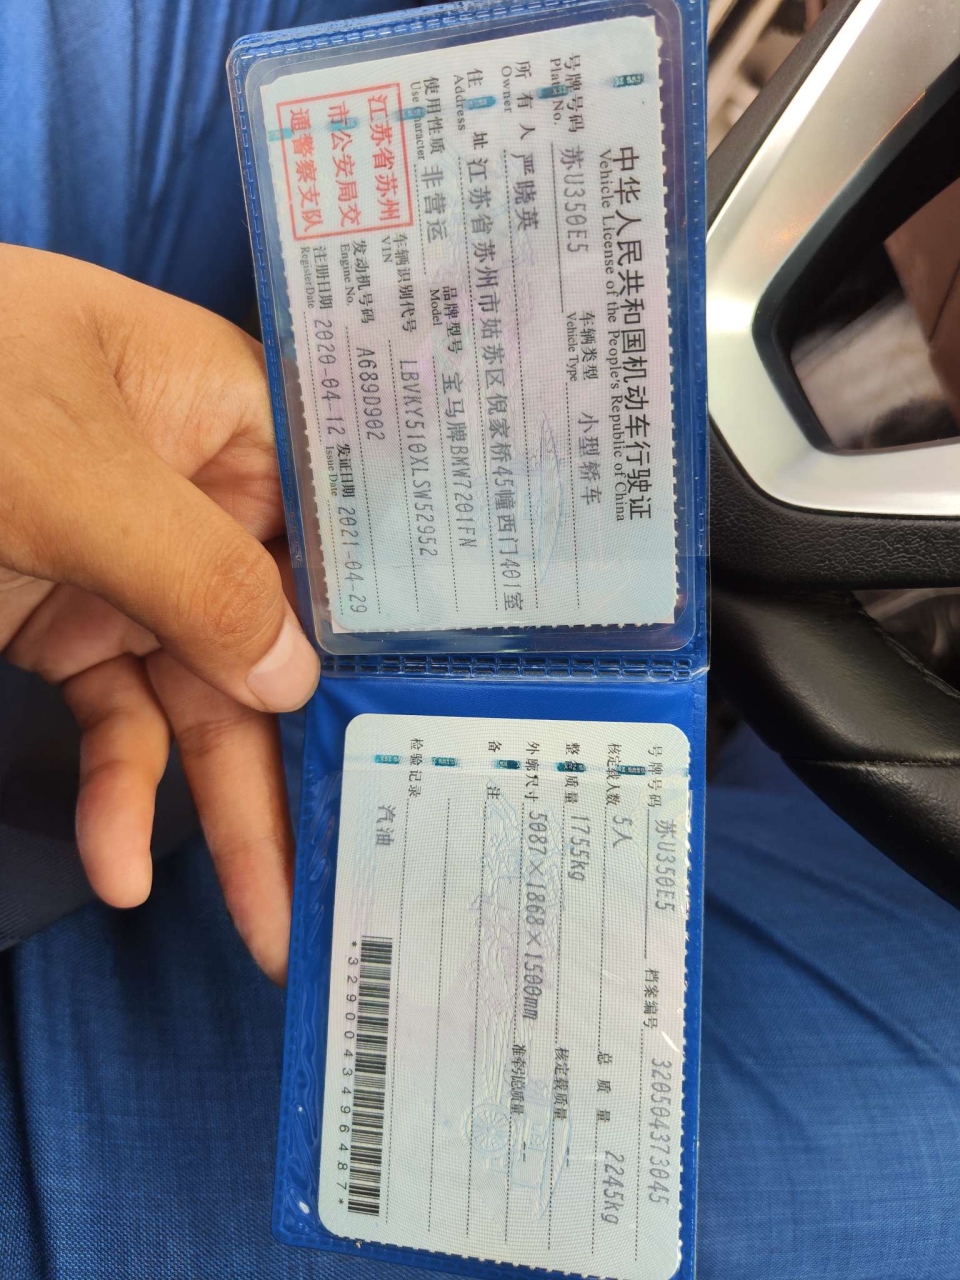 中华人民共和国机动车行驶证
Vehicle License of the People's Republic of China
号牌号码 苏U350E5 车辆类型 小型轿车
Plate No. Vehicle Type
所有人 严晓英
Owner
住址 江苏省苏州市姑苏区倪家桥45幢西门401室
Address
使用性质 非营运 品牌型号 宝马牌BMW7201FN
Use Character Model
江苏省苏州
市公安局交
通警察支队
车辆识别代号 LBVKY510XLSW52952
VIN
发动机号码 A689D902
Engine No.
注册日期 2020-04-12 发证日期 2021-04-29
Register Date Issue Date
号牌号码 苏U350E5 档案编号 320504373045
核定载人数 5人 总质量 2245kg
整备质量 1755kg 核定载质量 --
外廓尺寸 5087×1868×1500mm 准牵引总质量 --
备注
检验记录
汽油
*3290043496487*